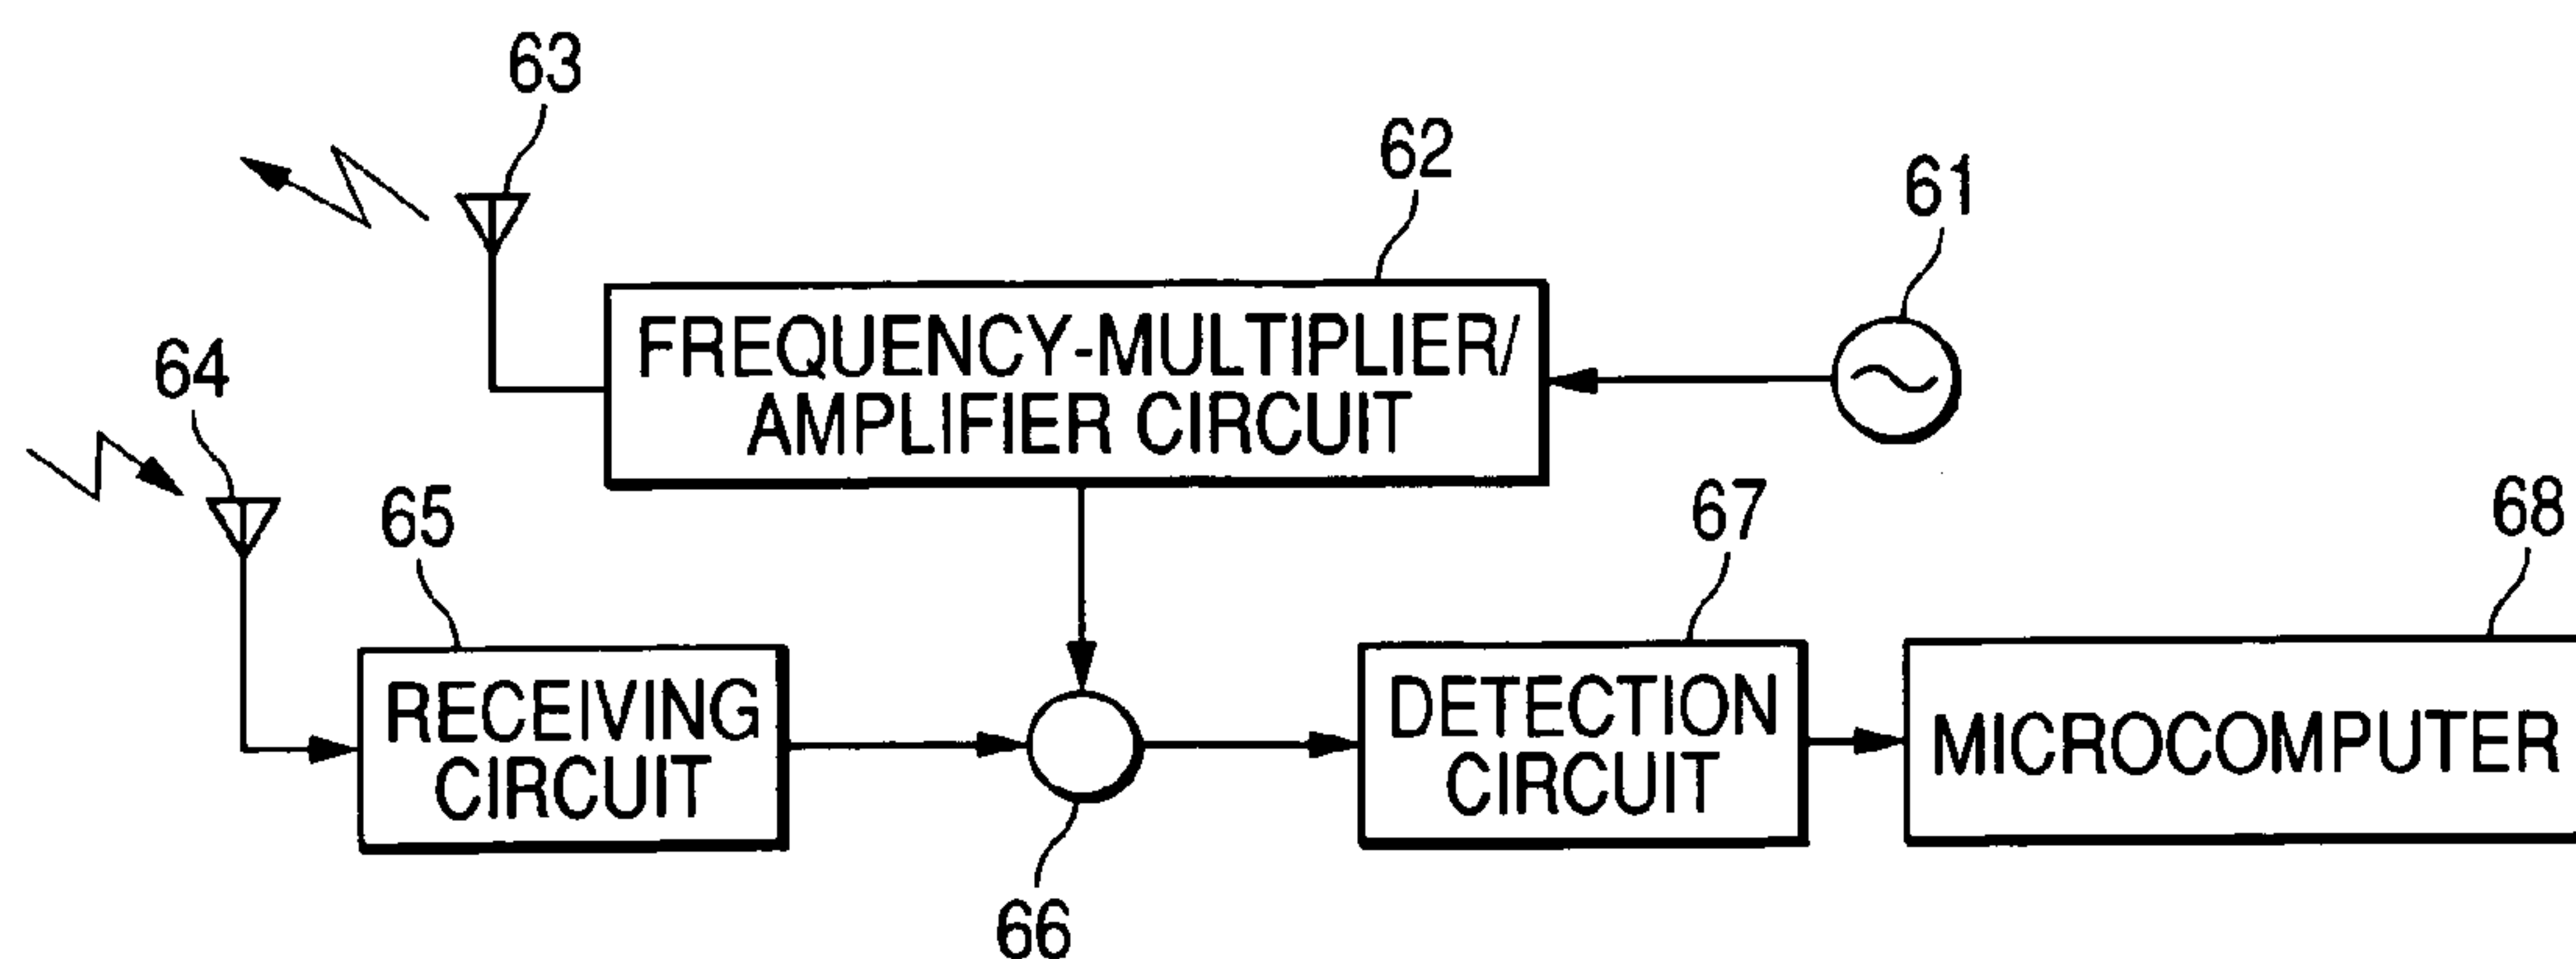 63
62
61
FREQUENCY-MULTIPLIER/
AMPLIFIER CIRCUIT
64
65
67
68
RECEIVING
CIRCUIT
DETECTION
CIRCUIT
MICROCOMPUTER
66